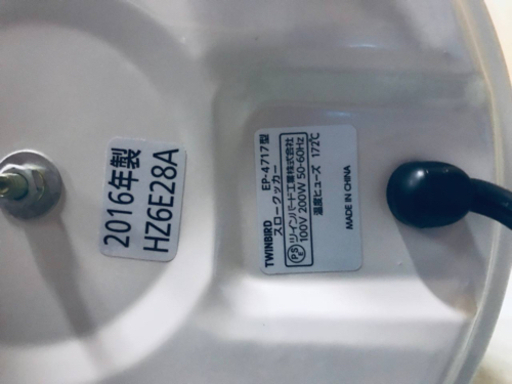 2016年製
HZ6E28A
TWINBIRD EP-4717型
スロークッカー
PSE ツインバード工業株式会社
100V 200W 50-60Hz
温度ヒューズ 172℃
MADE IN CHINA